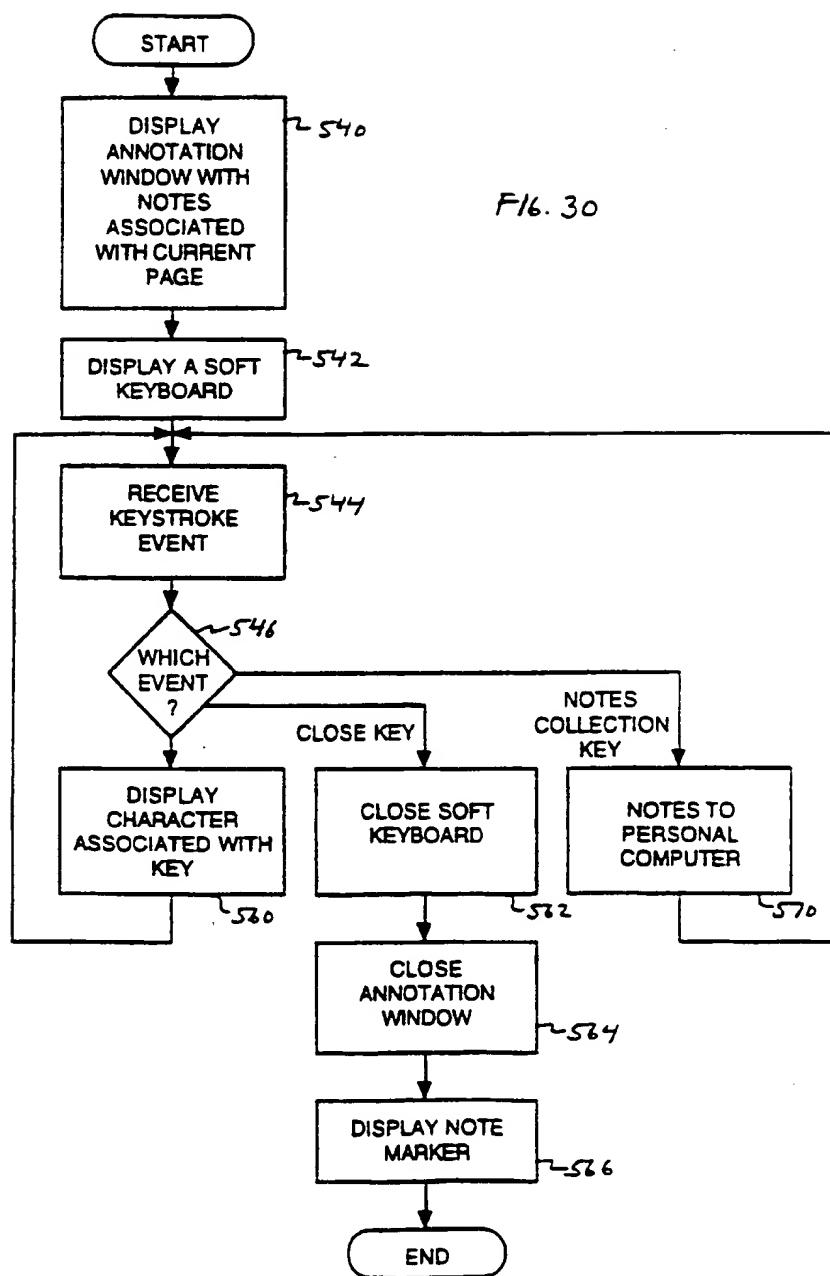 START
DISPLAY
ANNOTATION
WINDOW WITH
NOTES
ASSOCIATED
WITH CURRENT
PAGE
540
FIG. 30
DISPLAY A SOFT
KEYBOARD
542
RECEIVE
KEYSTROKE
EVENT
544
WHICH
EVENT
?
546
CLOSE KEY
NOTES
COLLECTION
KEY
DISPLAY
CHARACTER
ASSOCIATED WITH
KEY
560
CLOSE SOFT
KEYBOARD
562
NOTES TO
PERSONAL
COMPUTER
570
CLOSE
ANNOTATION
WINDOW
564
DISPLAY NOTE
MARKER
566
END